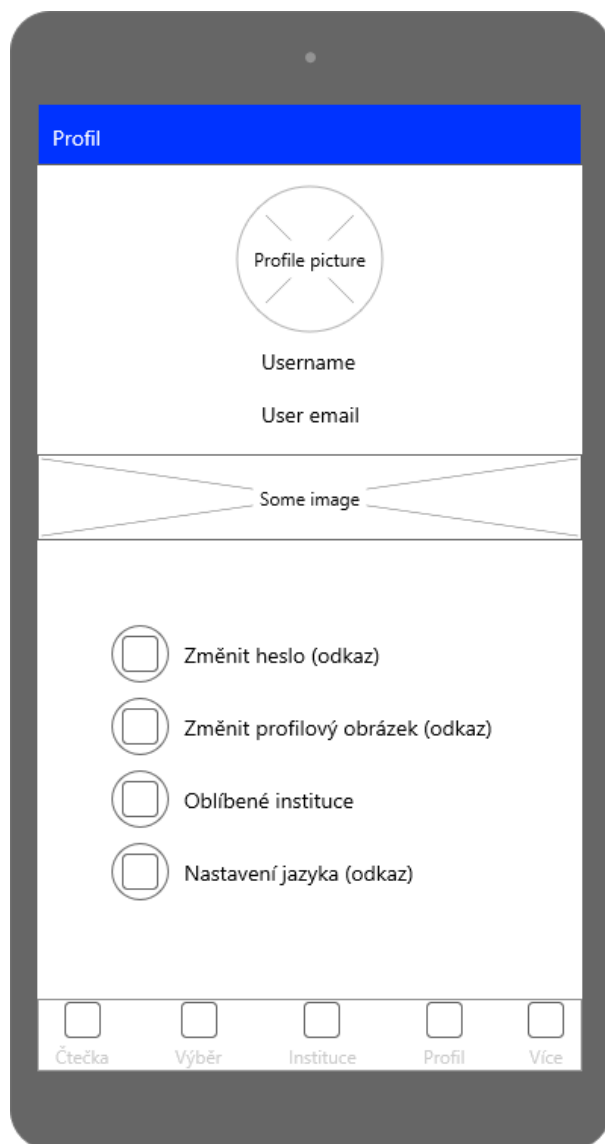 Profil
Profile picture
Username
User email
Some image
Změnit heslo (odkaz)
Změnit profilový obrázek (odkaz)
Oblíbené instituce
Nastavení jazyka (odkaz)
Čtečka Výběr Instituce Profil Více